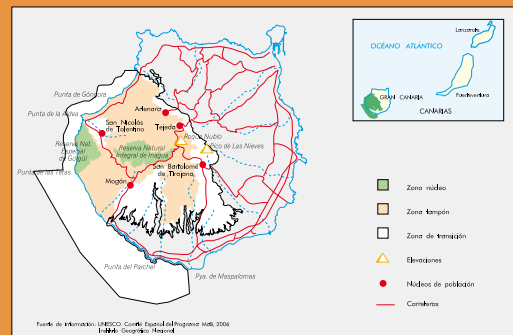 Lanzarote
OCÉANO ATLÁNTICO
Fuerteventura
GRAN CANARIA
CANARIAS
Punta de Góngora
Punta de la Aldea
Artenara
San Nicolás
de Tolentino
Tejeda
Roque Nublo
Pico de Las Nieves
Reserva Nat.
Especial
de Güigüí
Reserva Natural
Integral de Inagua
San Bartolomé
de Tirajana
Punta de las Tetas
Mogán
Punta del Parchel
Pya. de Maspalomas
Zona núcleo
Zona tampón
Zona de transición
Elevaciones
Núcleos de población
Carreteras
Fuente de Información: UNESCO. Comité Español del Programaz MaB, 2006
Instituto Geográfico Nacional